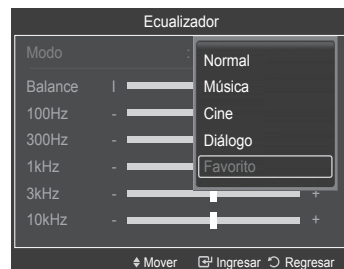 Ecualizador
Modo :
Normal
Música
Cine
Diálogo
Favorito
Balance I
100Hz -
300Hz -
1kHz -
3kHz - +
10kHz - +
Mover Ingresar Regresar